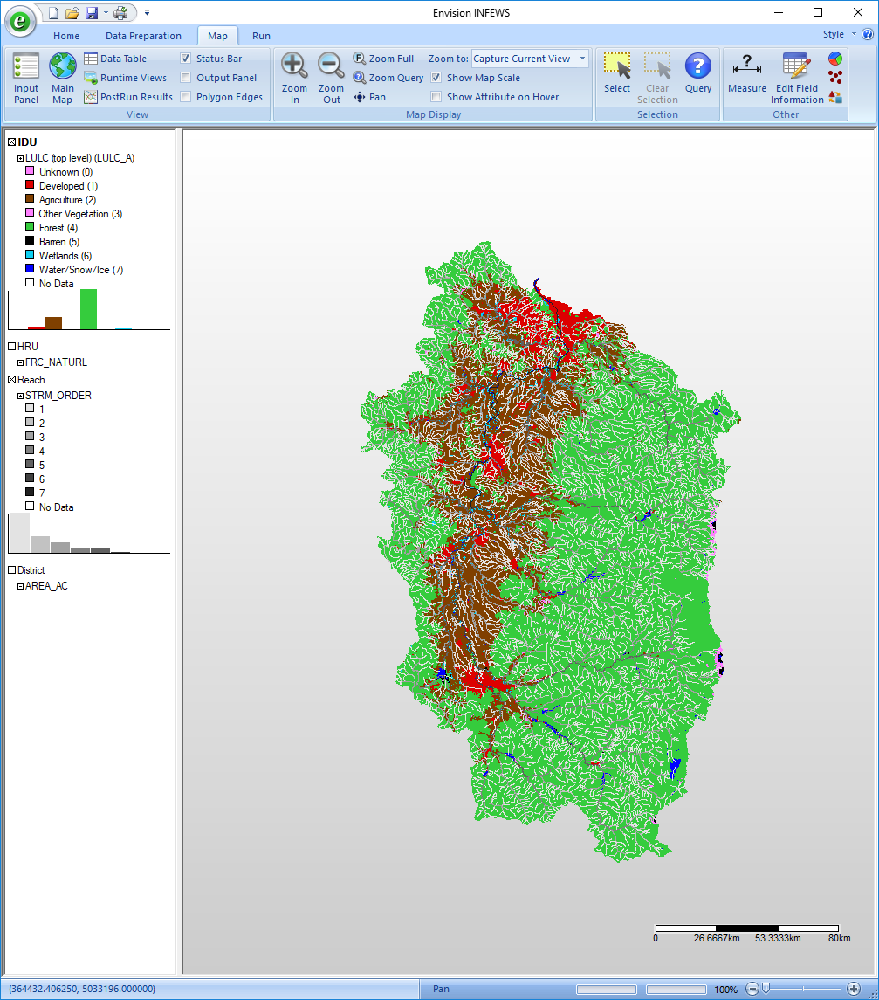 Envision INFEWS
Home Data Preparation Map Run Style
Input Panel
Main Map
Data Table
Runtime Views
PostRun Results
Status Bar
Output Panel
Polygon Edges
View
Zoom In
Zoom Out
Zoom Full
Zoom Query
Pan
Zoom to: Capture Current View
Show Map Scale
Show Attribute on Hover
Map Display
Select
Clear Selection
Query
Selection
Measure
Edit Field Information
Other
IDU
LULC (top level) (LULC_A)
Unknown (0)
Developed (1)
Agriculture (2)
Other Vegetation (3)
Forest (4)
Barren (5)
Wetlands (6)
Water/Snow/Ice (7)
No Data
HRU
FRC_NATURL
Reach
STRM_ORDER
1
2
3
4
5
6
7
No Data
District
AREA_AC
0 26.6667km 53.3333km 80km
(364432.406250, 5033196.000000) Pan 100%